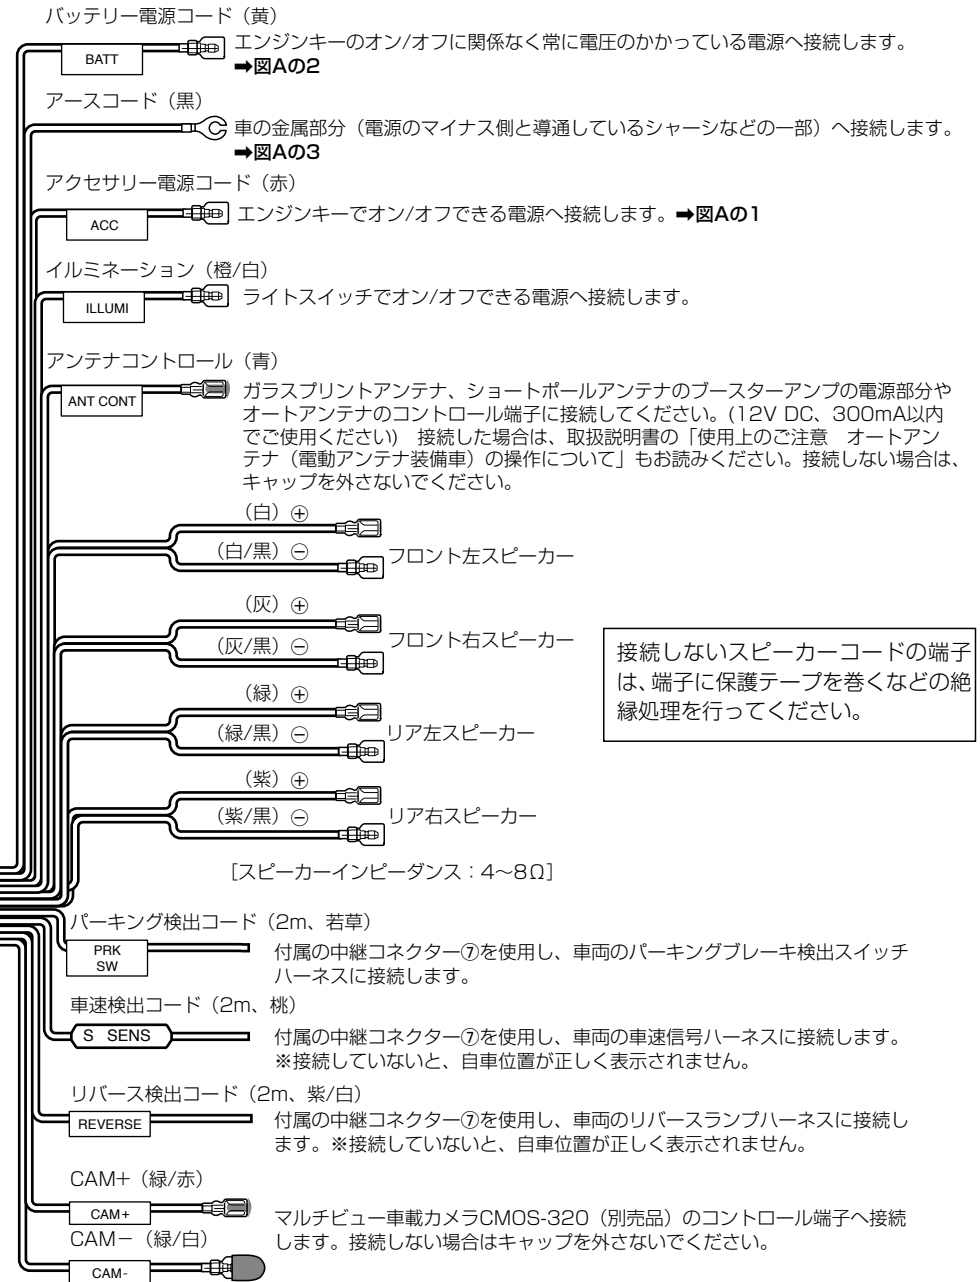 バッテリー電源コード（黄）
BATT
エンジンキーのオン/オフに関係なく常に電圧のかかっている電源へ接続します。
➡図Aの2
アースコード（黒）
車の金属部分（電源のマイナス側と導通しているシャーシなどの一部）へ接続します。
➡図Aの3
アクセサリー電源コード（赤）
ACC
エンジンキーでオン/オフできる電源へ接続します。➡図Aの1
イルミネーション（橙/白）
ILLUMI
ライトスイッチでオン/オフできる電源へ接続します。
アンテナコントロール（青）
ANT CONT
ガラスプリントアンテナ、ショートポールアンテナのブースターアンプの電源部分や
オートアンテナのコントロール端子に接続してください。(12V DC、300mA以内
でご使用ください)　接続した場合は、取扱説明書の「使用上のご注意　オートアン
テナ（電動アンテナ装備車）の操作について」もお読みください。接続しない場合は、
キャップを外さないでください。
（白）⊕
（白/黒）⊖
フロント左スピーカー
（灰）⊕
（灰/黒）⊖
フロント右スピーカー
（緑）⊕
（緑/黒）⊖
リア左スピーカー
（紫）⊕
（紫/黒）⊖
リア右スピーカー
接続しないスピーカーコードの端子
は、端子に保護テープを巻くなどの絶
縁処理を行ってください。
［スピーカーインピーダンス：4〜8Ω］
パーキング検出コード（2m、若草）
PRK
SW
付属の中継コネクター⑦を使用し、車両のパーキングブレーキ検出スイッチ
ハーネスに接続します。
車速検出コード（2m、桃）
S SENS
付属の中継コネクター⑦を使用し、車両の車速信号ハーネスに接続します。
※接続していないと、自車位置が正しく表示されません。
リバース検出コード（2m、紫/白）
REVERSE
付属の中継コネクター⑦を使用し、車両のリバースランプハーネスに接続し
ます。※接続していないと、自車位置が正しく表示されません。
CAM+（緑/赤）
CAM+
CAM−（緑/白）
CAM-
マルチビュー車載カメラCMOS-320（別売品）のコントロール端子へ接続
します。接続しない場合はキャップを外さないでください。